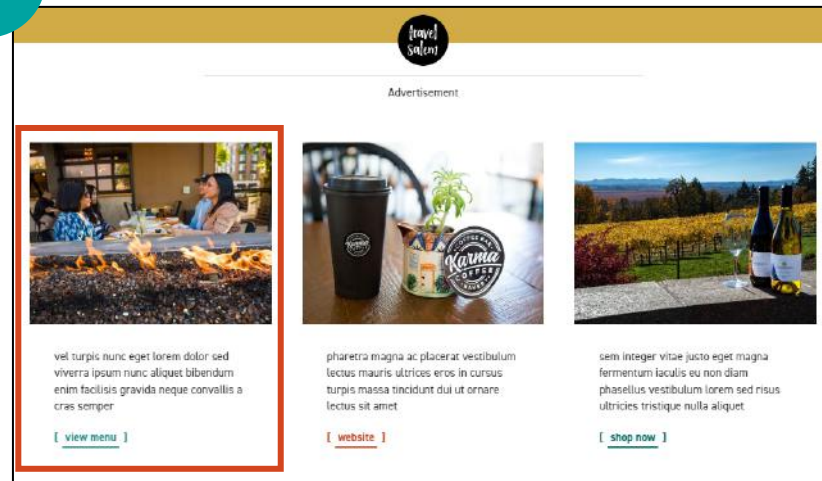 travel
salem
Advertisement
Karma
COFFEE BAR
Karma
COFFEE
vel turpis nunc eget lorem dolor sed
viverra ipsum nunc aliquet bibendum
enim facilisis gravida neque convallis a
cras semper
[ view menu ]
pharetra magna ac placerat vestibulum
lectus mauris ultrices eros in cursus
turpis massa tincidunt dui ut ornare
lectus sit amet
[ website ]
sem integer vitae justo eget magna
fermentum iaculis eu non diam
phasellus vestibulum lorem sed risus
ultricies tristique nulla aliquet
[ shop now ]